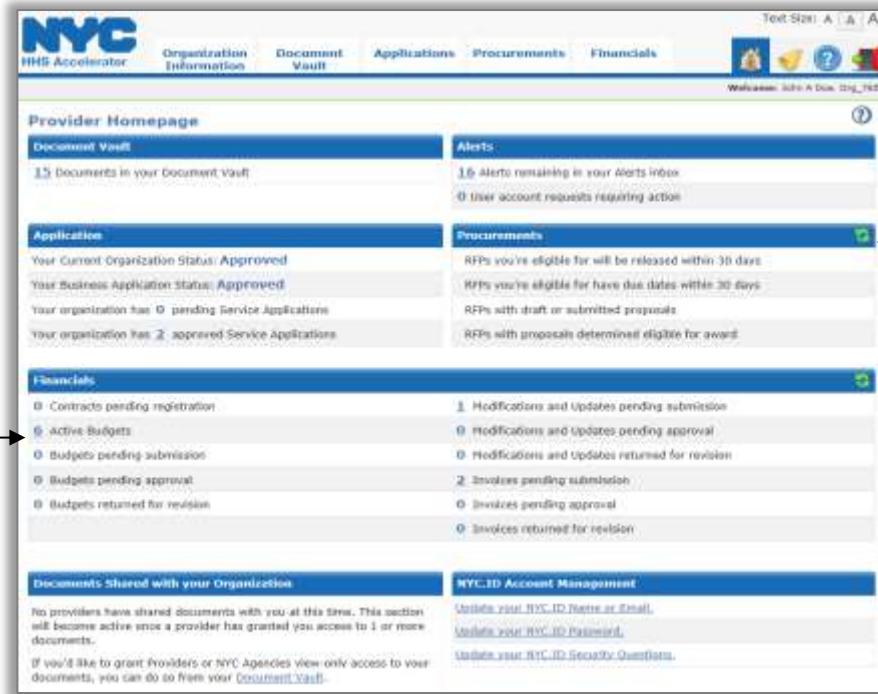 Text Size: A A A
NYC
HHS Accelerator
Organization Information
Document Vault
Applications
Procurements
Financials
Welcome: John A Doe,
Provider Homepage
Document Vault
15 Documents in your Document Vault
Alerts
16 Alerts remaining in your Alerts inbox
0 User account requests requiring action
Application
Your Current Organization Status: Approved
Your Business Application Status: Approved
Your organization has 0 pending Service Applications
Your organization has 2 approved Service Applications
Procurements
RFPs you're eligible for will be released within 30 days
RFPs you're eligible for have due dates within 30 days
RFPs with draft or submitted proposals
RFPs with proposals determined eligible for award
Financials
0 Contracts pending registration
6 Active Budgets
0 Budgets pending submission
0 Budgets pending approval
0 Budgets returned for revision
1 Modifications and Updates pending submission
0 Modifications and Updates pending approval
0 Modifications and Updates returned for revision
2 Invoices pending submission
0 Invoices pending approval
0 Invoices returned for revision
Documents Shared with your Organization
No providers have shared documents with you at this time. This section
will become active once a provider has granted you access to 1 or more
documents.
If you'd like to grant Providers or NYC Agencies view only access to your
documents, you can do so from your Document Vault.
NYC.ID Account Management
Update your NYC.ID Name or Email.
Update your NYC.ID Password.
Update your NYC.ID Security Questions.